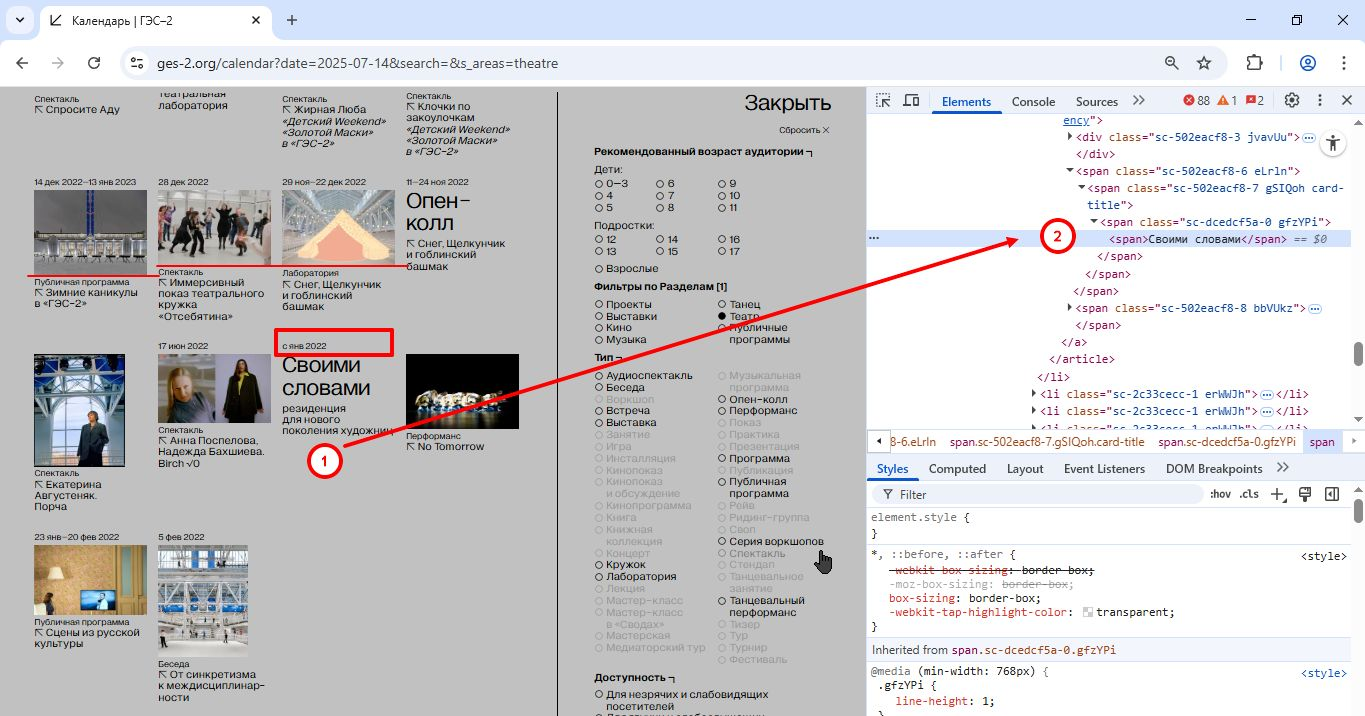 Календарь | ГЭС–2
ges-2.org/calendar?date=2025-07-14&search=&s_areas=theatre
Спектакль
Спросите Аду
театральная
лаборатория
Спектакль
Жирная Люба
«Детский Weekend»
«Золотой Маски»
в «ГЭС–2»
Спектакль
Клочки по
закоулочкам
«Детский Weekend»
«Золотой Маски»
в «ГЭС–2»
14 дек 2022–13 янв 2023
Публичная программа
Зимние каникулы
в «ГЭС–2»
28 дек 2022
Спектакль
Иммерсивный
показ театрального
кружка
«Отсебятина»
29 ноя–22 дек 2022
Лаборатория
Снег, Щелкунчик
и гоблинский
башмак
11–24 ноя 2022
Опен–
колл
Снег, Щелкунчик
и гоблинский
башмак
Спектакль
Екатерина
Августеняк.
Порча
17 июн 2022
Спектакль
Анна Поспелова,
Надежда Бахшиева.
Birch √0
с янв 2022
Своими
словами
резиденция
для нового
поколения художниц
1
Перформанс
No Tomorrow
23 янв–20 фев 2022
Публичная программа
Сцены из русской
культуры
5 фев 2022
Беседа
От синкретизма
к междисциплинар–
ности
Закрыть
Сбросить ✕
Рекомендованный возраст аудитории
Дети:
0–3 6 9
4 7 10
5 8 11
Подростки:
12 14 16
13 15 17
Взрослые
Фильтры по Разделам [1]
Проекты
Выставки
Кино
Музыка
Танец
Театр
Публичные
программы
Тип
Аудиоспектакль
Беседа
Воркшоп
Встреча
Выставка
Занятие
Игра
Инсталляция
Кинопоказ
Кинопоказ
и обсуждение
Кинопрограмма
Книга
Книжная
коллекция
Концерт
Кружок
Лаборатория
Лекция
Мастер–класс
Мастер–класс
в «Сводах»
Мастерская
Медиаторский тур
Музыкальная
программа
Опен–колл
Перформанс
Показ
Практика
Презентация
Программа
Публикация
Публичная
программа
Рейв
Ридинг–группа
Своп
Серия воркшопов
Спектакль
Стендап
Танцевальное
занятие
Танцевальный
перформанс
Тизер
Тур
Турнир
Фестиваль
Доступность
Для незрячих и слабовидящих
посетителей
Elements Console Sources 88 1 2
ency">
<div class="sc-502eacf8-3 jvavUu">
</div>
<span class="sc-502eacf8-6 eLrln">
<span class="sc-502eacf8-7 gSIQoh card-
title">
<span class="sc-dcedcf5a-0 gfzYPi">
2
<span>Своими словами</span> == $0
</span>
</span>
</span>
<span class="sc-502eacf8-8 bbVUkz">
</span>
</a>
</article>
</li>
<li class="sc-2c33cecc-1 erWWJh"></li>
<li class="sc-2c33cecc-1 erWWJh"></li>
<li class="sc-2c33cecc-1 erWWJh"></li>
8-6.eLrln span.sc-502eacf8-7.gSIQoh.card-title span.sc-dcedcf5a-0.gfzYPi span
Styles Computed Layout Event Listeners DOM Breakpoints
Filter :hov .cls
element.style {
}
*, ::before, ::after { <style>
-webkit-box-sizing: border-box;
-moz-box-sizing: border-box;
box-sizing: border-box;
-webkit-tap-highlight-color: transparent;
}
Inherited from span.sc-dcedcf5a-0.gfzYPi
@media (min-width: 768px) {
.gfzYPi { <style>
line-height: 1;
}